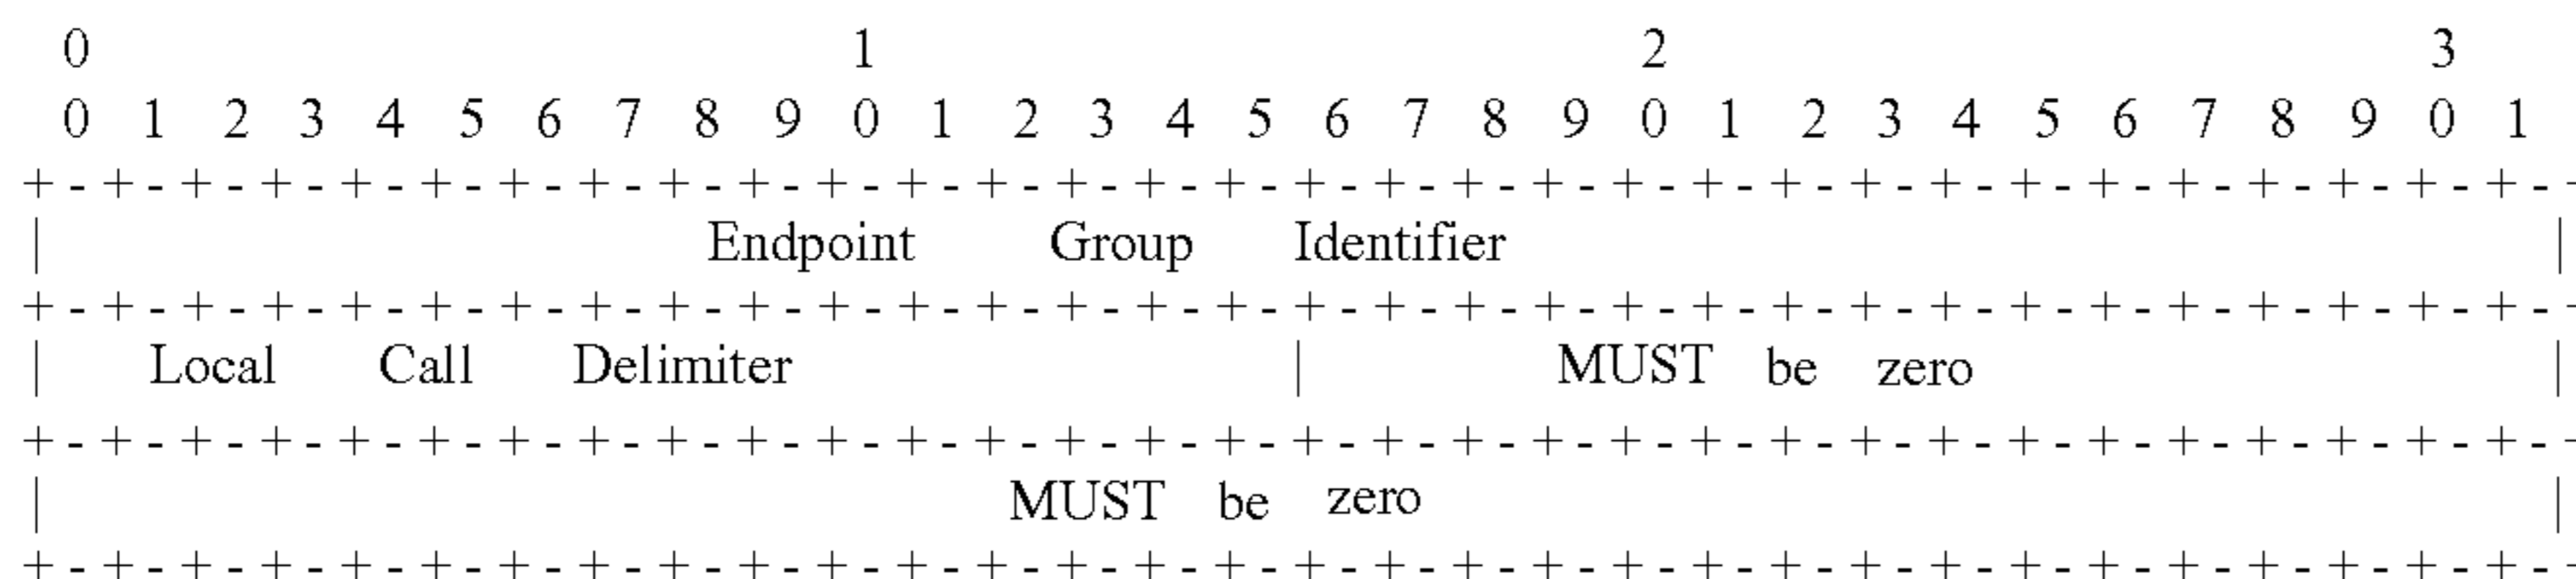 0 1 2 3
0 1 2 3 4 5 6 7 8 9 0 1 2 3 4 5 6 7 8 9 0 1 2 3 4 5 6 7 8 9 0 1
+-+-+-+-+-+-+-+-+-+-+-+-+-+-+-+-+-+-+-+-+-+-+-+-+-+-+-+-+-+-+-+-+
| Endpoint Group Identifier |
+-+-+-+-+-+-+-+-+-+-+-+-+-+-+-+-+-+-+-+-+-+-+-+-+-+-+-+-+-+-+-+-+
| Local Call Delimiter | MUST be zero |
+-+-+-+-+-+-+-+-+-+-+-+-+-+-+-+-+-+-+-+-+-+-+-+-+-+-+-+-+-+-+-+-+
| MUST be zero |
+-+-+-+-+-+-+-+-+-+-+-+-+-+-+-+-+-+-+-+-+-+-+-+-+-+-+-+-+-+-+-+-